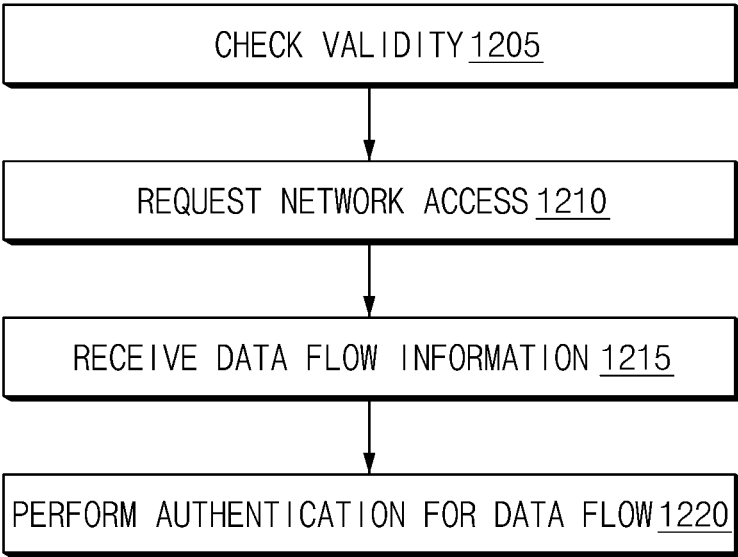 CHECK VALIDITY 1205
REQUEST NETWORK ACCESS 1210
RECEIVE DATA FLOW INFORMATION 1215
PERFORM AUTHENTICATION FOR DATA FLOW 1220